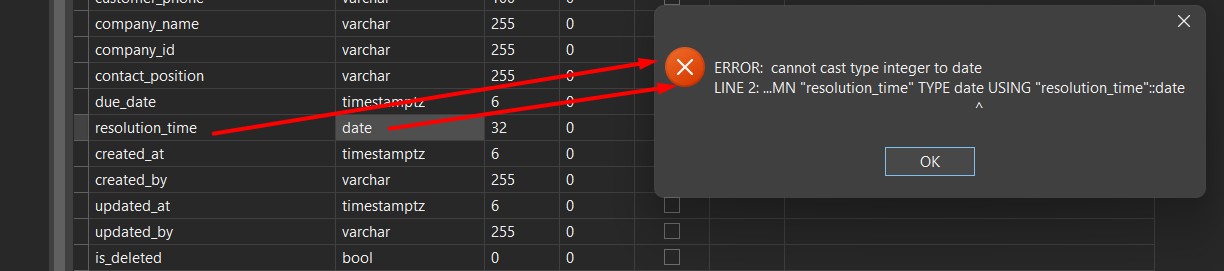 customer_phone varchar 100 0
company_name varchar 255 0
company_id varchar 255 0
contact_position varchar 255 0
due_date timestamptz 6 0
resolution_time date 32 0
created_at timestamptz 6 0
created_by varchar 255 0
updated_at timestamptz 6 0
updated_by varchar 255 0
is_deleted bool 0 0
ERROR:  cannot cast type integer to date
LINE 2: ...MN "resolution_time" TYPE date USING "resolution_time"::date
^
OK